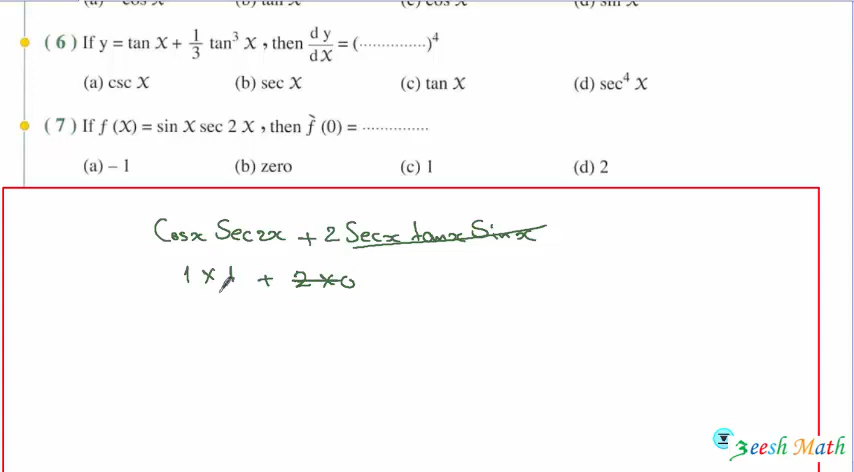 (6) If y = tan X + 1/3 tan³ X , then dy/dX = (...............)⁴
(a) csc X (b) sec X (c) tan X (d) sec⁴ X
(7) If f (X) = sin X sec 2 X , then f̀ (0) = ...............
(a) – 1 (b) zero (c) 1 (d) 2
Cosx Sec2x + 2 Secx tanx Sinx
1 × 1 + 2×0
Zeesh Math